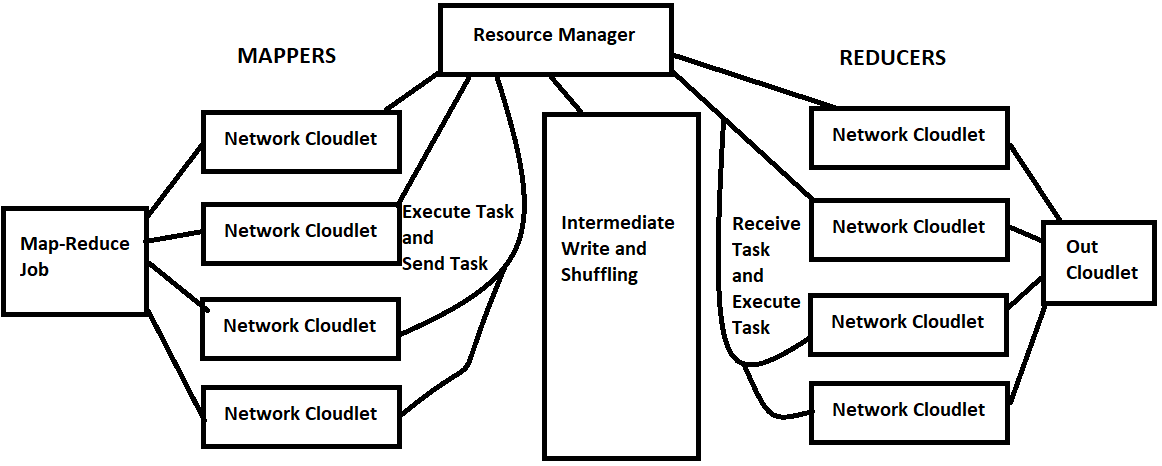 Resource Manager
MAPPERS
REDUCERS
Network Cloudlet
Network Cloudlet
Network Cloudlet
Network Cloudlet
Map-Reduce
Job
Execute Task
and
Send Task
Intermediate
Write and
Shuffling
Receive
Task
and
Execute
Task
Network Cloudlet
Network Cloudlet
Network Cloudlet
Network Cloudlet
Out
Cloudlet